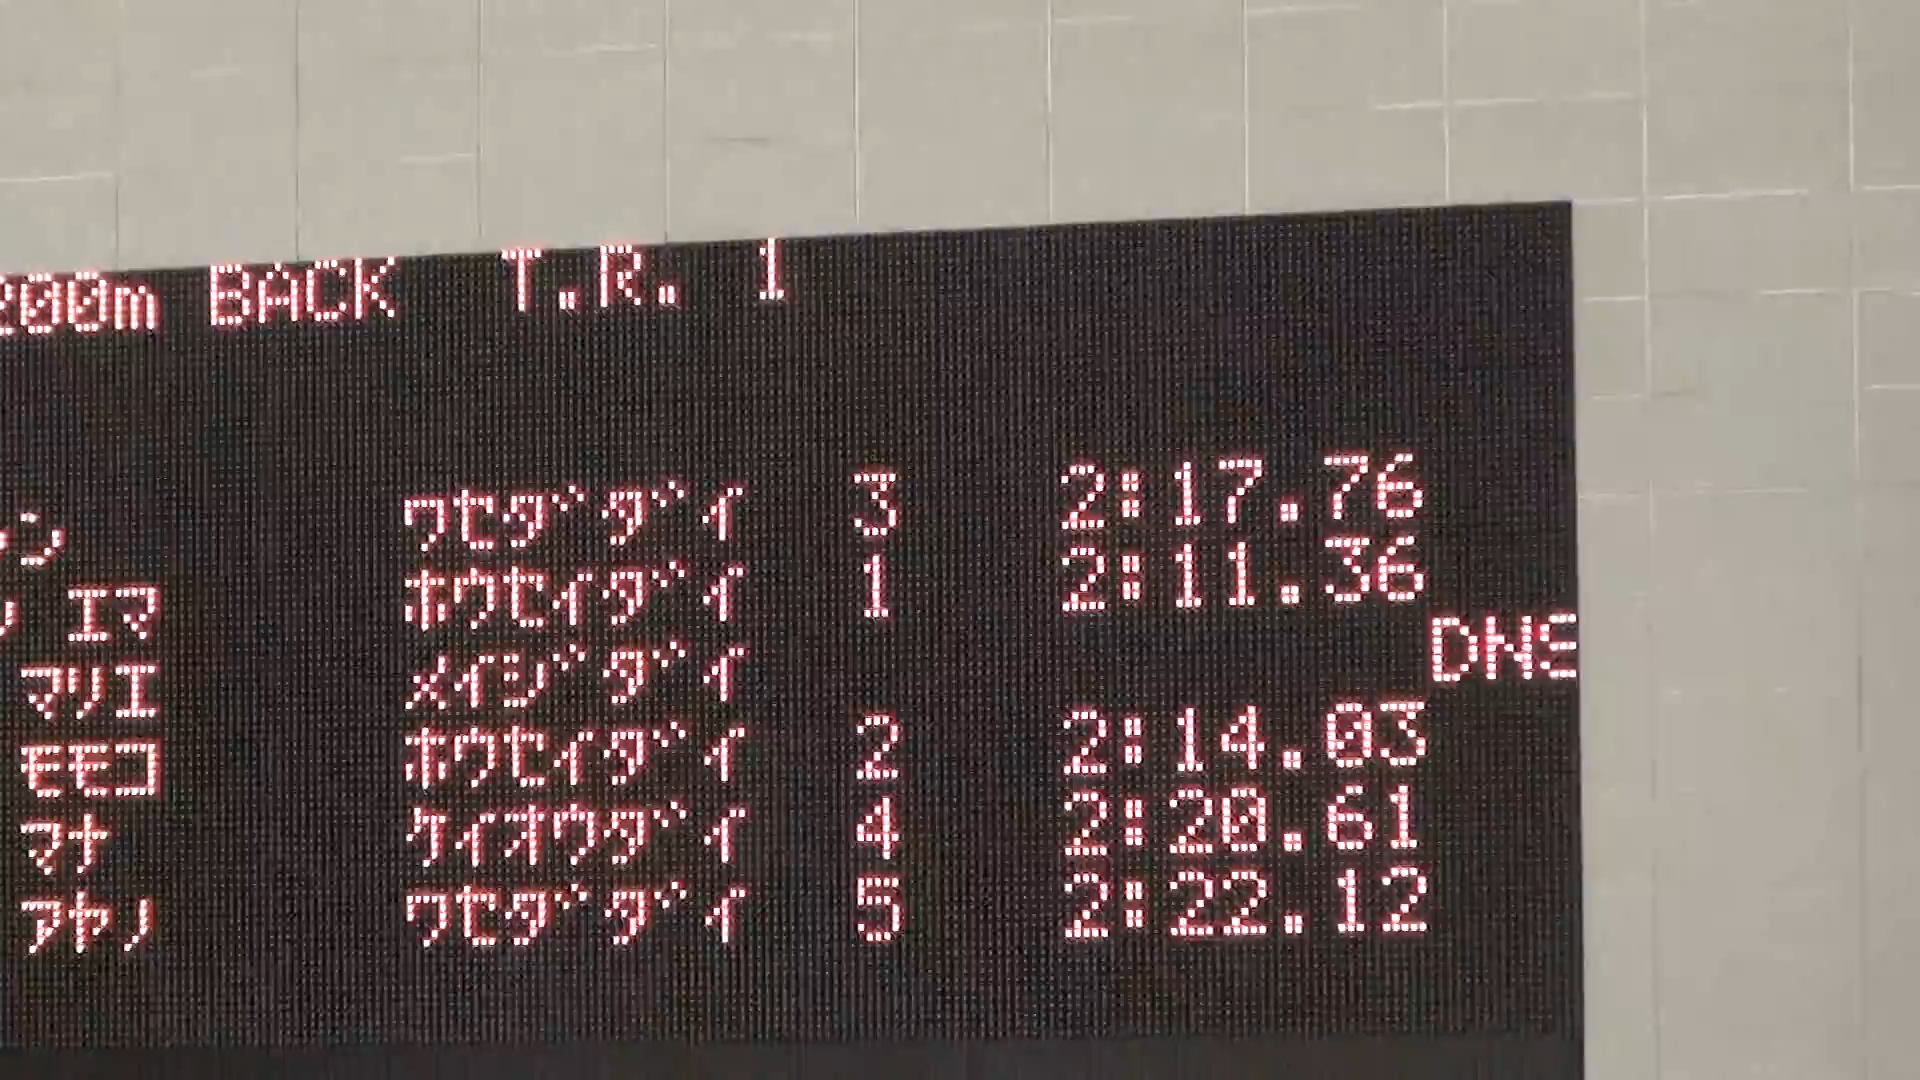 200m BACK T.R. 1
ン ワセダダイ 3 2:17.76
エマ ホウセイダイ 1 2:11.36
マリエ メイジダイ DNS
モモコ ホウセイダイ 2 2:14.03
マナ ケイオウダイ 4 2:20.61
アヤノ ワセダダイ 5 2:22.12